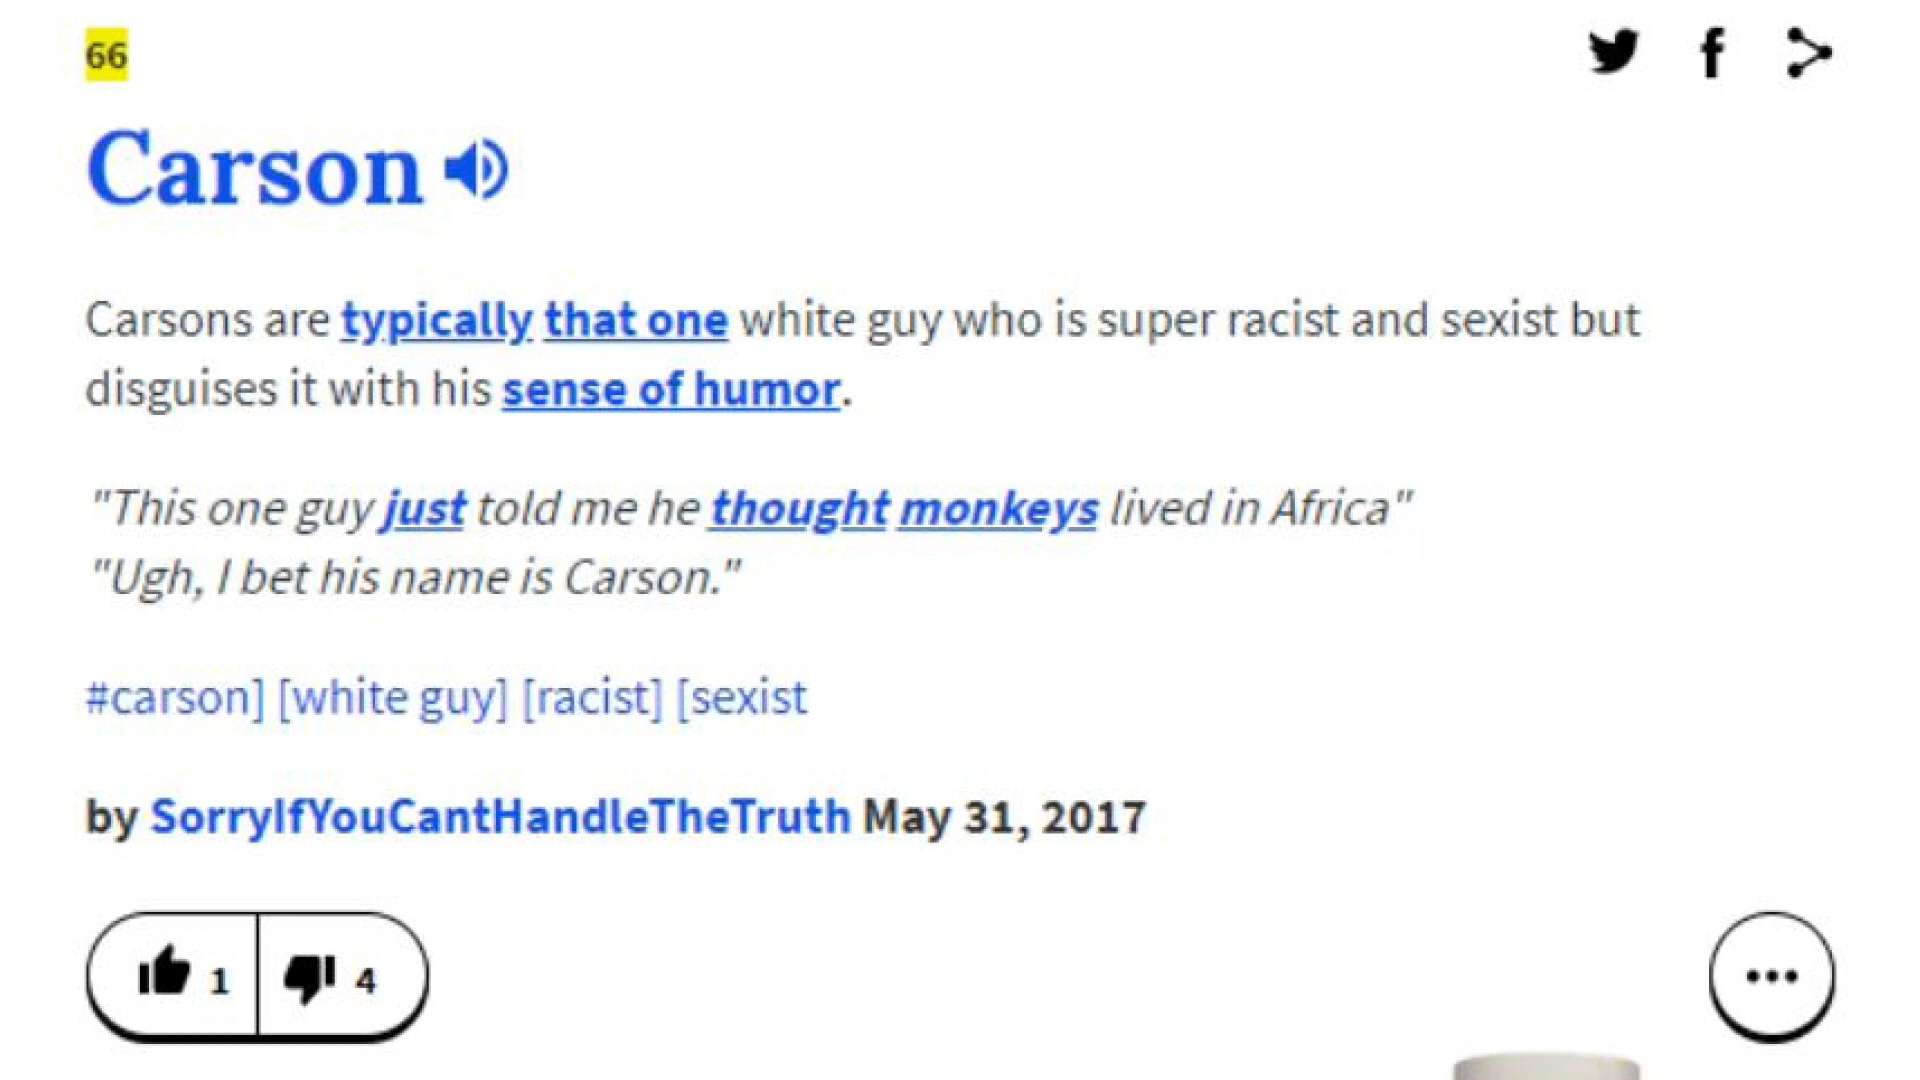 66
Carson
Carsons are typically that one white guy who is super racist and sexist but
disguises it with his sense of humor.
"This one guy just told me he thought monkeys lived in Africa"
"Ugh, I bet his name is Carson."
#carson] [white guy] [racist] [sexist
by SorryIfYouCantHandleTheTruth May 31, 2017
1 4